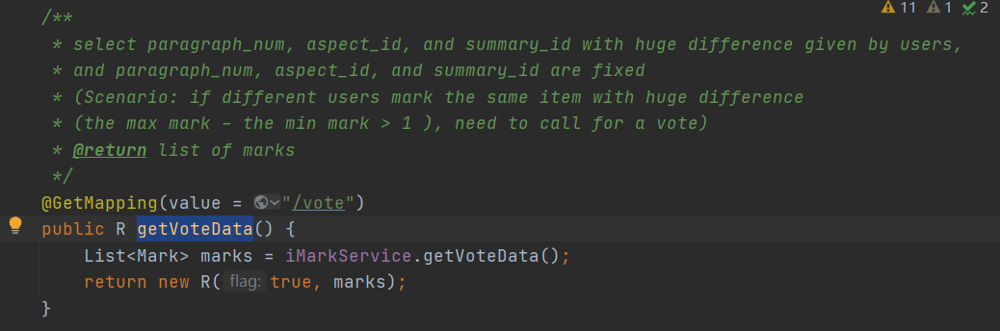 11 1 2
/**
* select paragraph_num, aspect_id, and summary_id with huge difference given by users,
* and paragraph_num, aspect_id, and summary_id are fixed
* (Scenario: if different users mark the same item with huge difference
* (the max mark – the min mark > 1 ), need to call for a vote)
* @return list of marks
*/
@GetMapping(value = "/vote")
public R getVoteData() {
List<Mark> marks = iMarkService.getVoteData();
return new R( flag: true, marks);
}